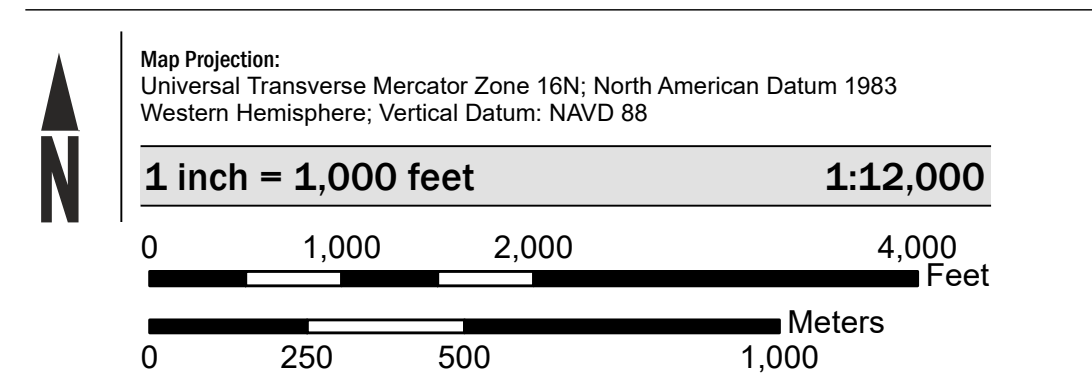 Map Projection:
Universal Transverse Mercator Zone 16N; North American Datum 1983
Western Hemisphere; Vertical Datum: NAVD 88
N
1 inch = 1,000 feet 1:12,000
0 1,000 2,000 4,000
Feet
Meters
0 250 500 1,000